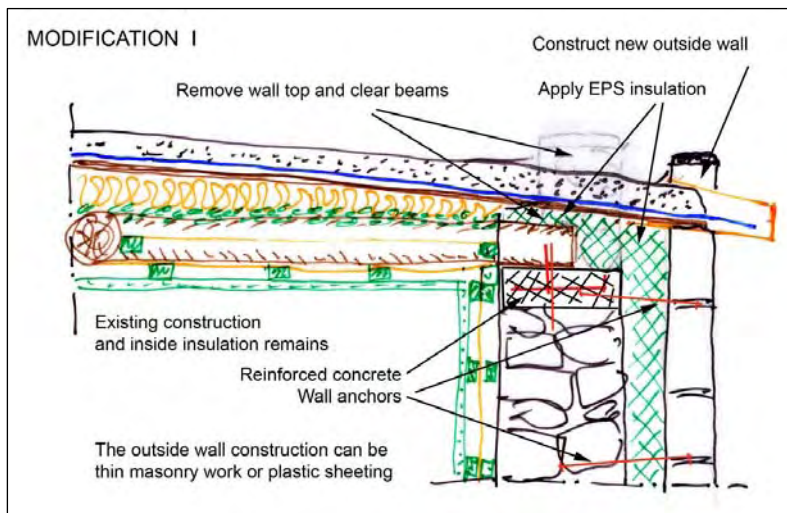 MODIFICATION I
Construct new outside wall
Remove wall top and clear beams
Apply EPS insulation
Existing construction
and inside insulation remains
Reinforced concrete
Wall anchors
The outside wall construction can be
thin masonry work or plastic sheeting